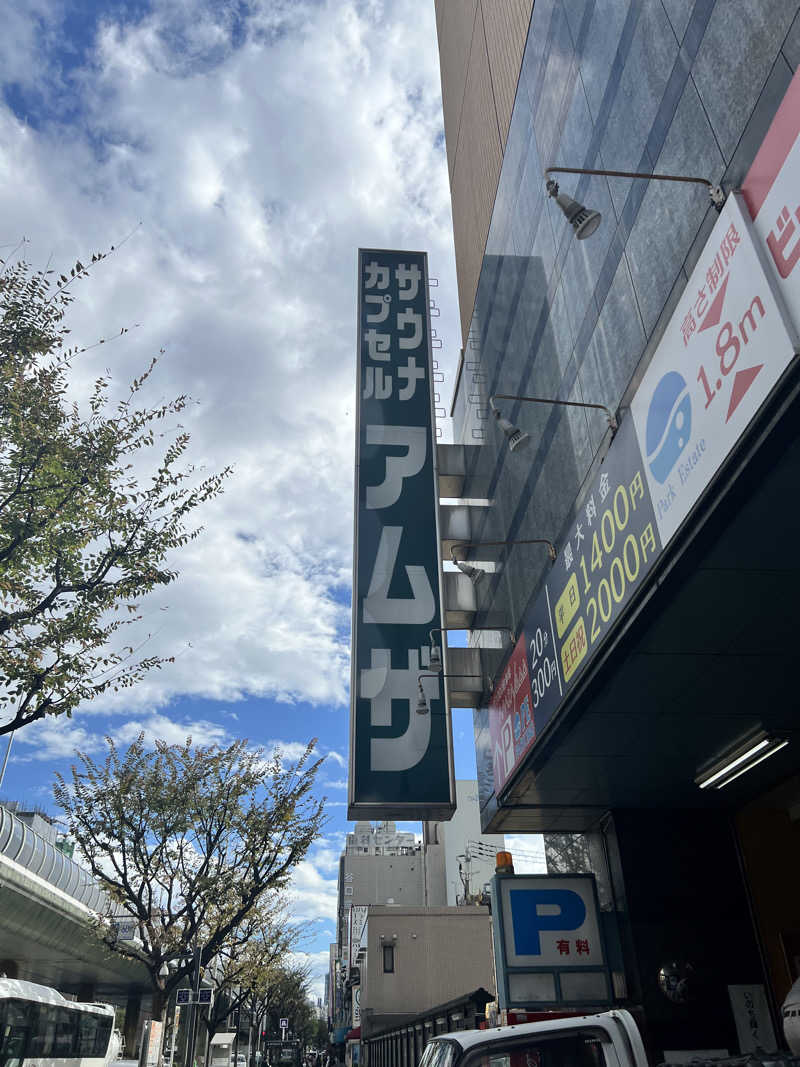 サウナ
カプセル
アムザ
高さ制限
1.8m
Park Estate
最大料金
平日 1400円
土日祝 2000円
20分
300円
P
P
有料